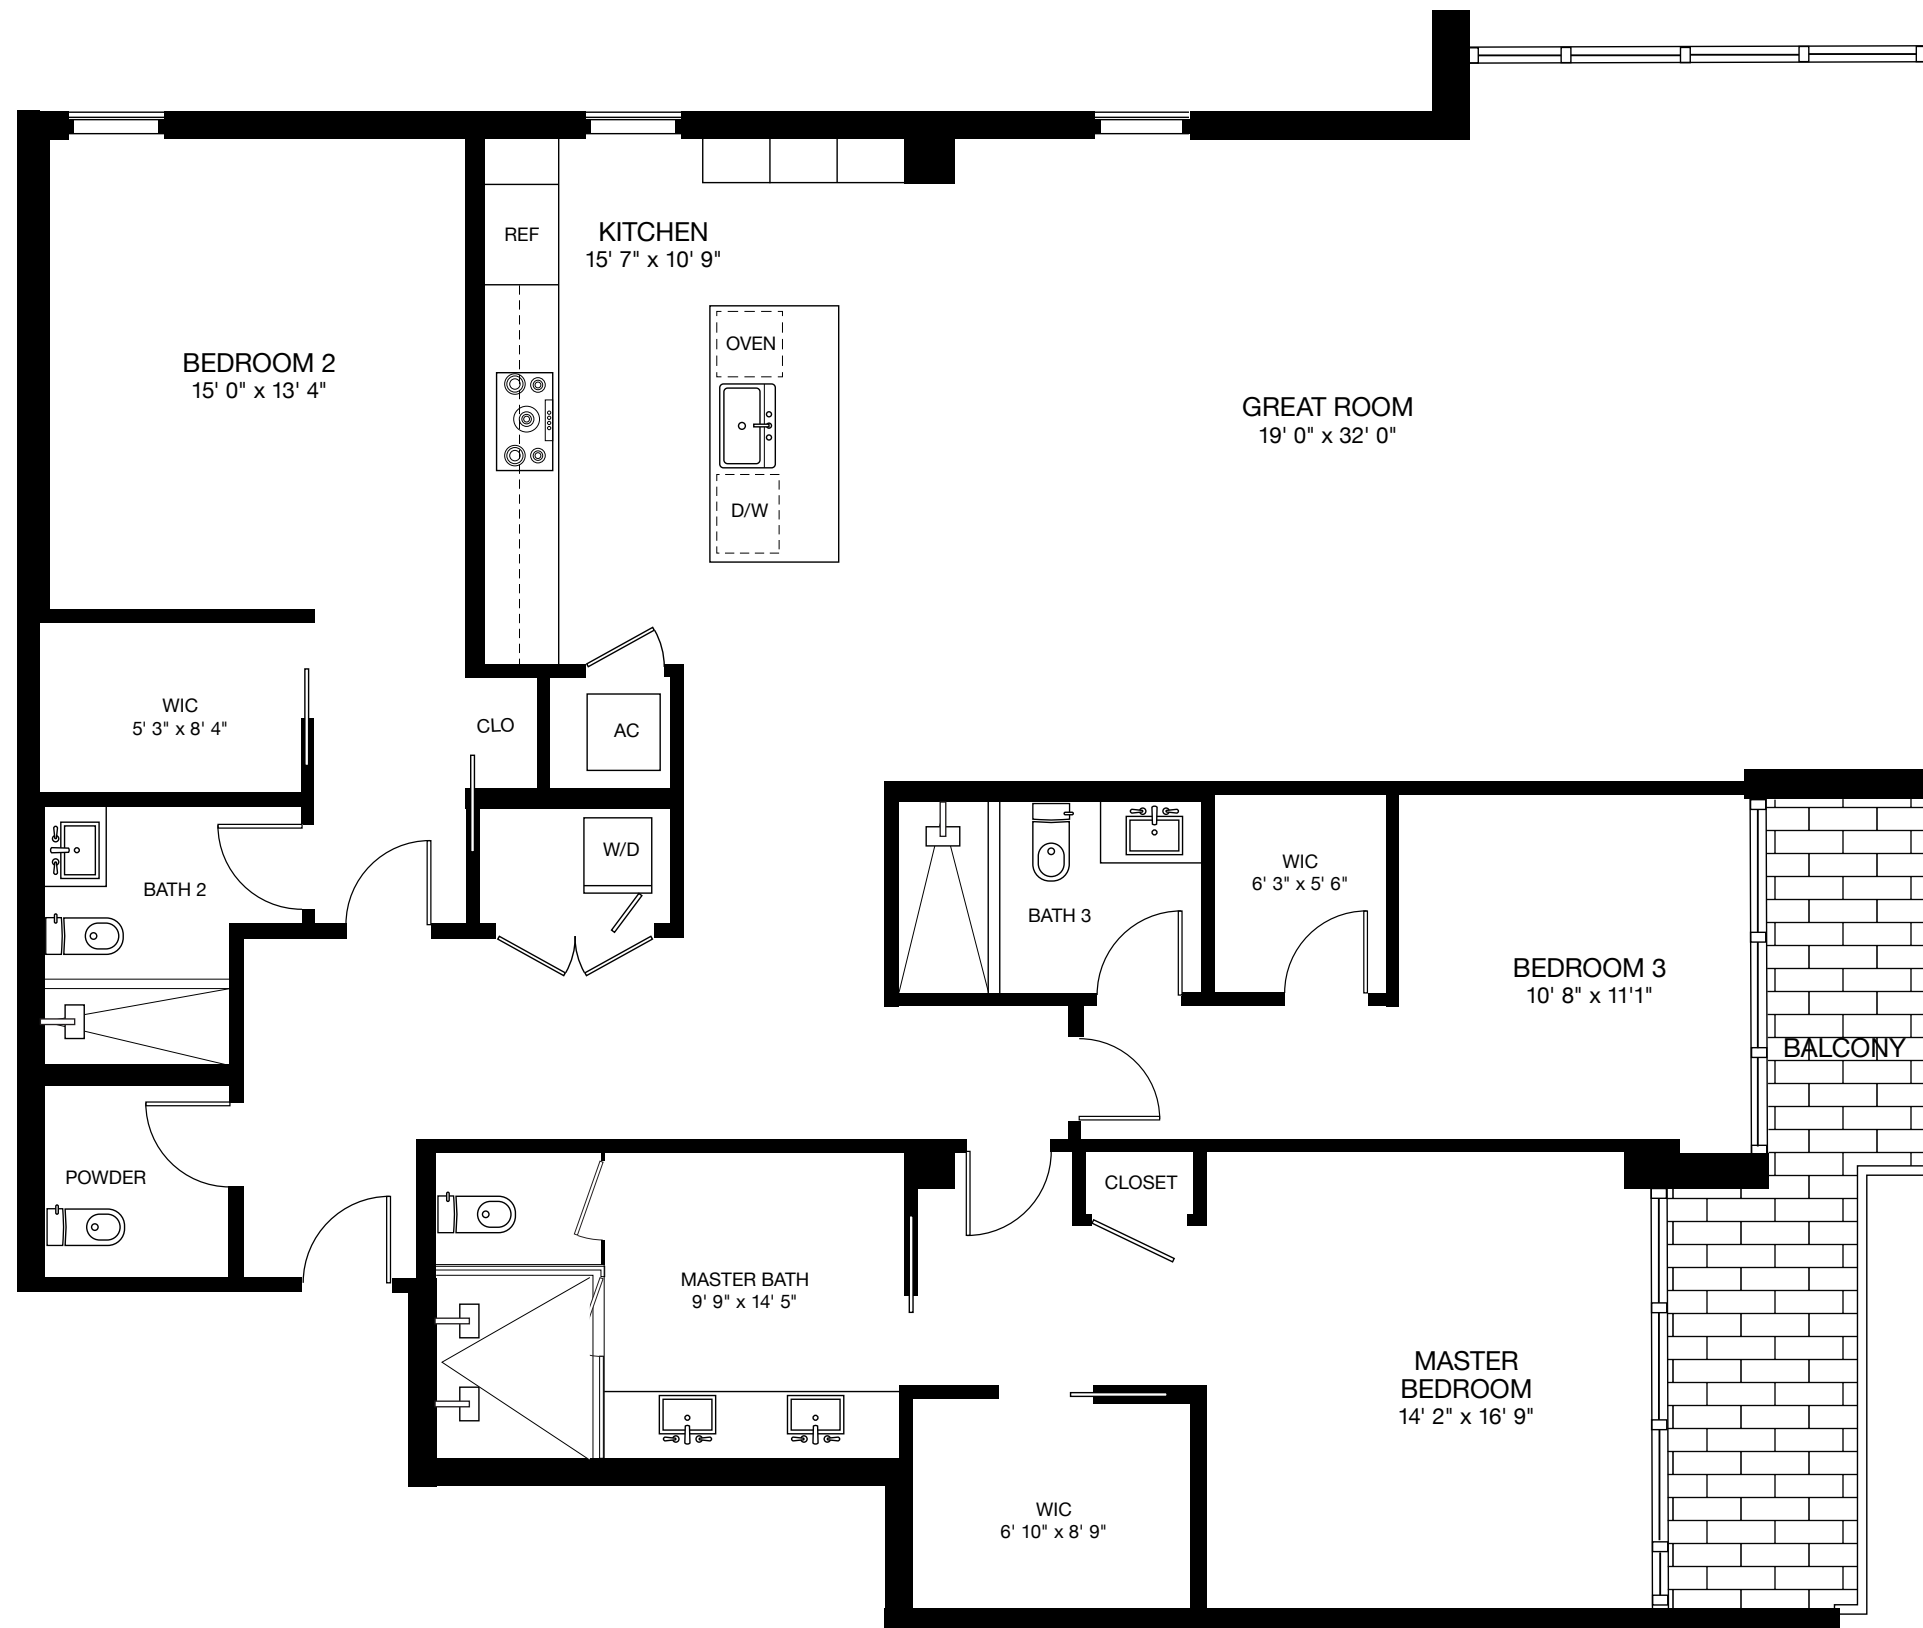 REF
KITCHEN
15' 7" x 10' 9"
OVEN
D/W
BEDROOM 2
15' 0" x 13' 4"
GREAT ROOM
19' 0" x 32' 0"
WIC
5' 3" x 8' 4"
CLO
AC
W/D
BATH 2
BATH 3
WIC
6' 3" x 5' 6"
BEDROOM 3
10' 8" x 11'1"
BALCONY
POWDER
CLOSET
MASTER BATH
9' 9" x 14' 5"
MASTER
BEDROOM
14' 2" x 16' 9"
WIC
6' 10" x 8' 9"